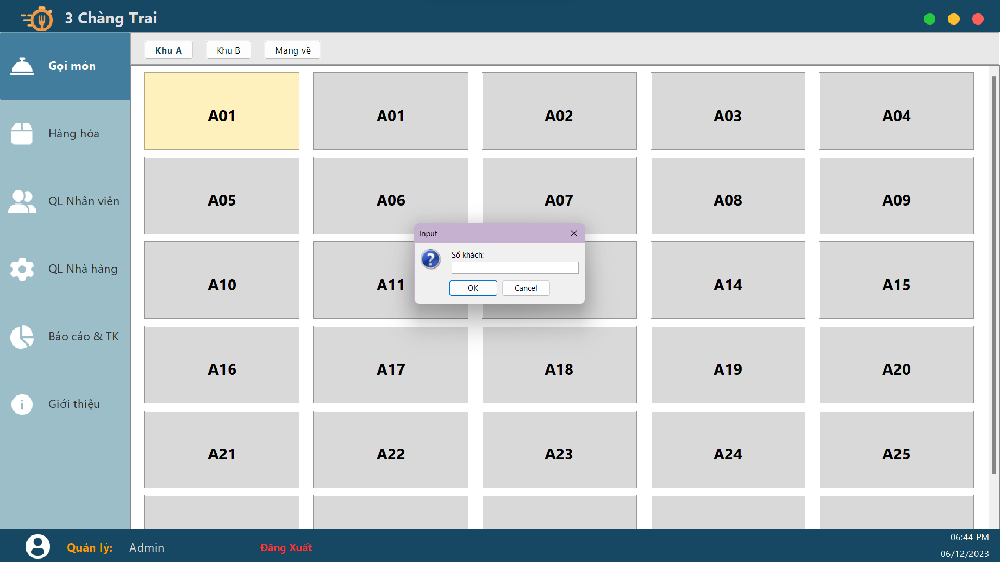 3 Chàng Trai
Gọi món
Hàng hóa
QL Nhân viên
QL Nhà hàng
Báo cáo & TK
Giới thiệu
Khu A
Khu B
Mang về
A01 A01 A02 A03 A04
A05 A06 A07 A08 A09
A10 A11 A14 A15
A16 A17 A18 A19 A20
A21 A22 A23 A24 A25
Input
Số khách:
OK
Cancel
Quản lý: Admin
Đăng Xuất
06:44 PM
06/12/2023